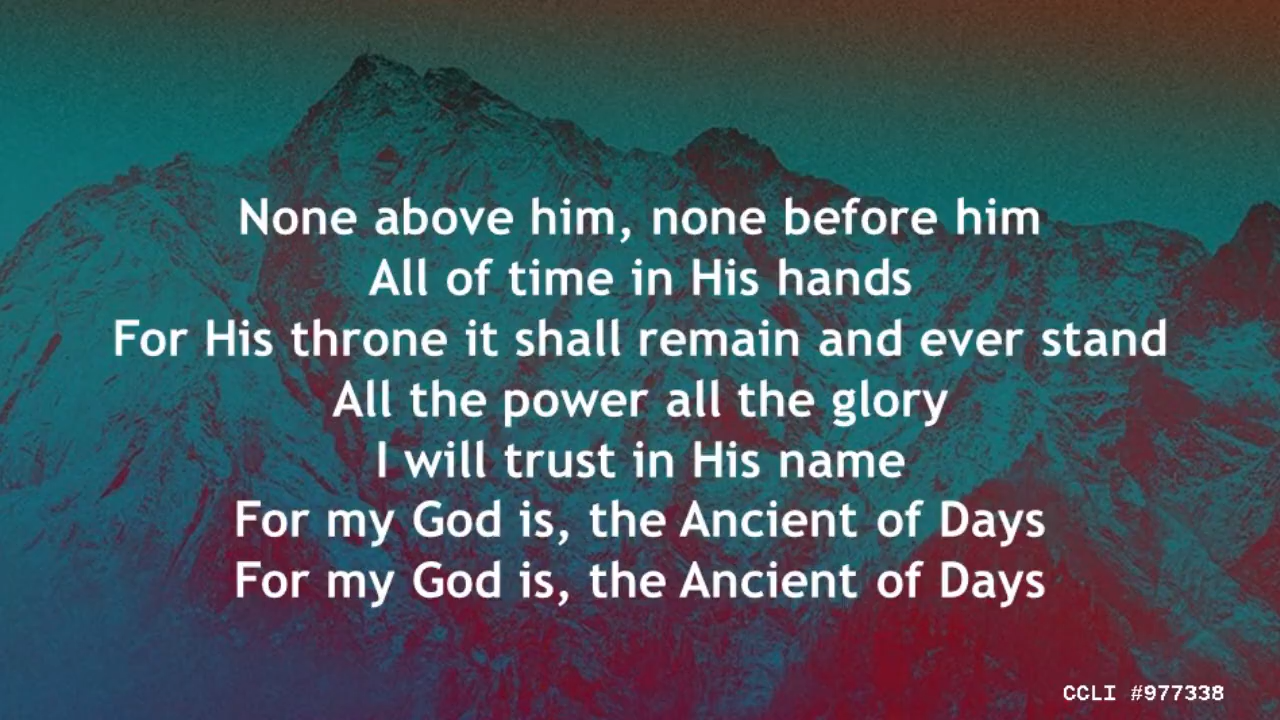 None above him, none before him
All of time in His hands
For His throne it shall remain and ever stand
All the power all the glory
I will trust in His name
For my God is, the Ancient of Days
For my God is, the Ancient of Days
CCLI #977338